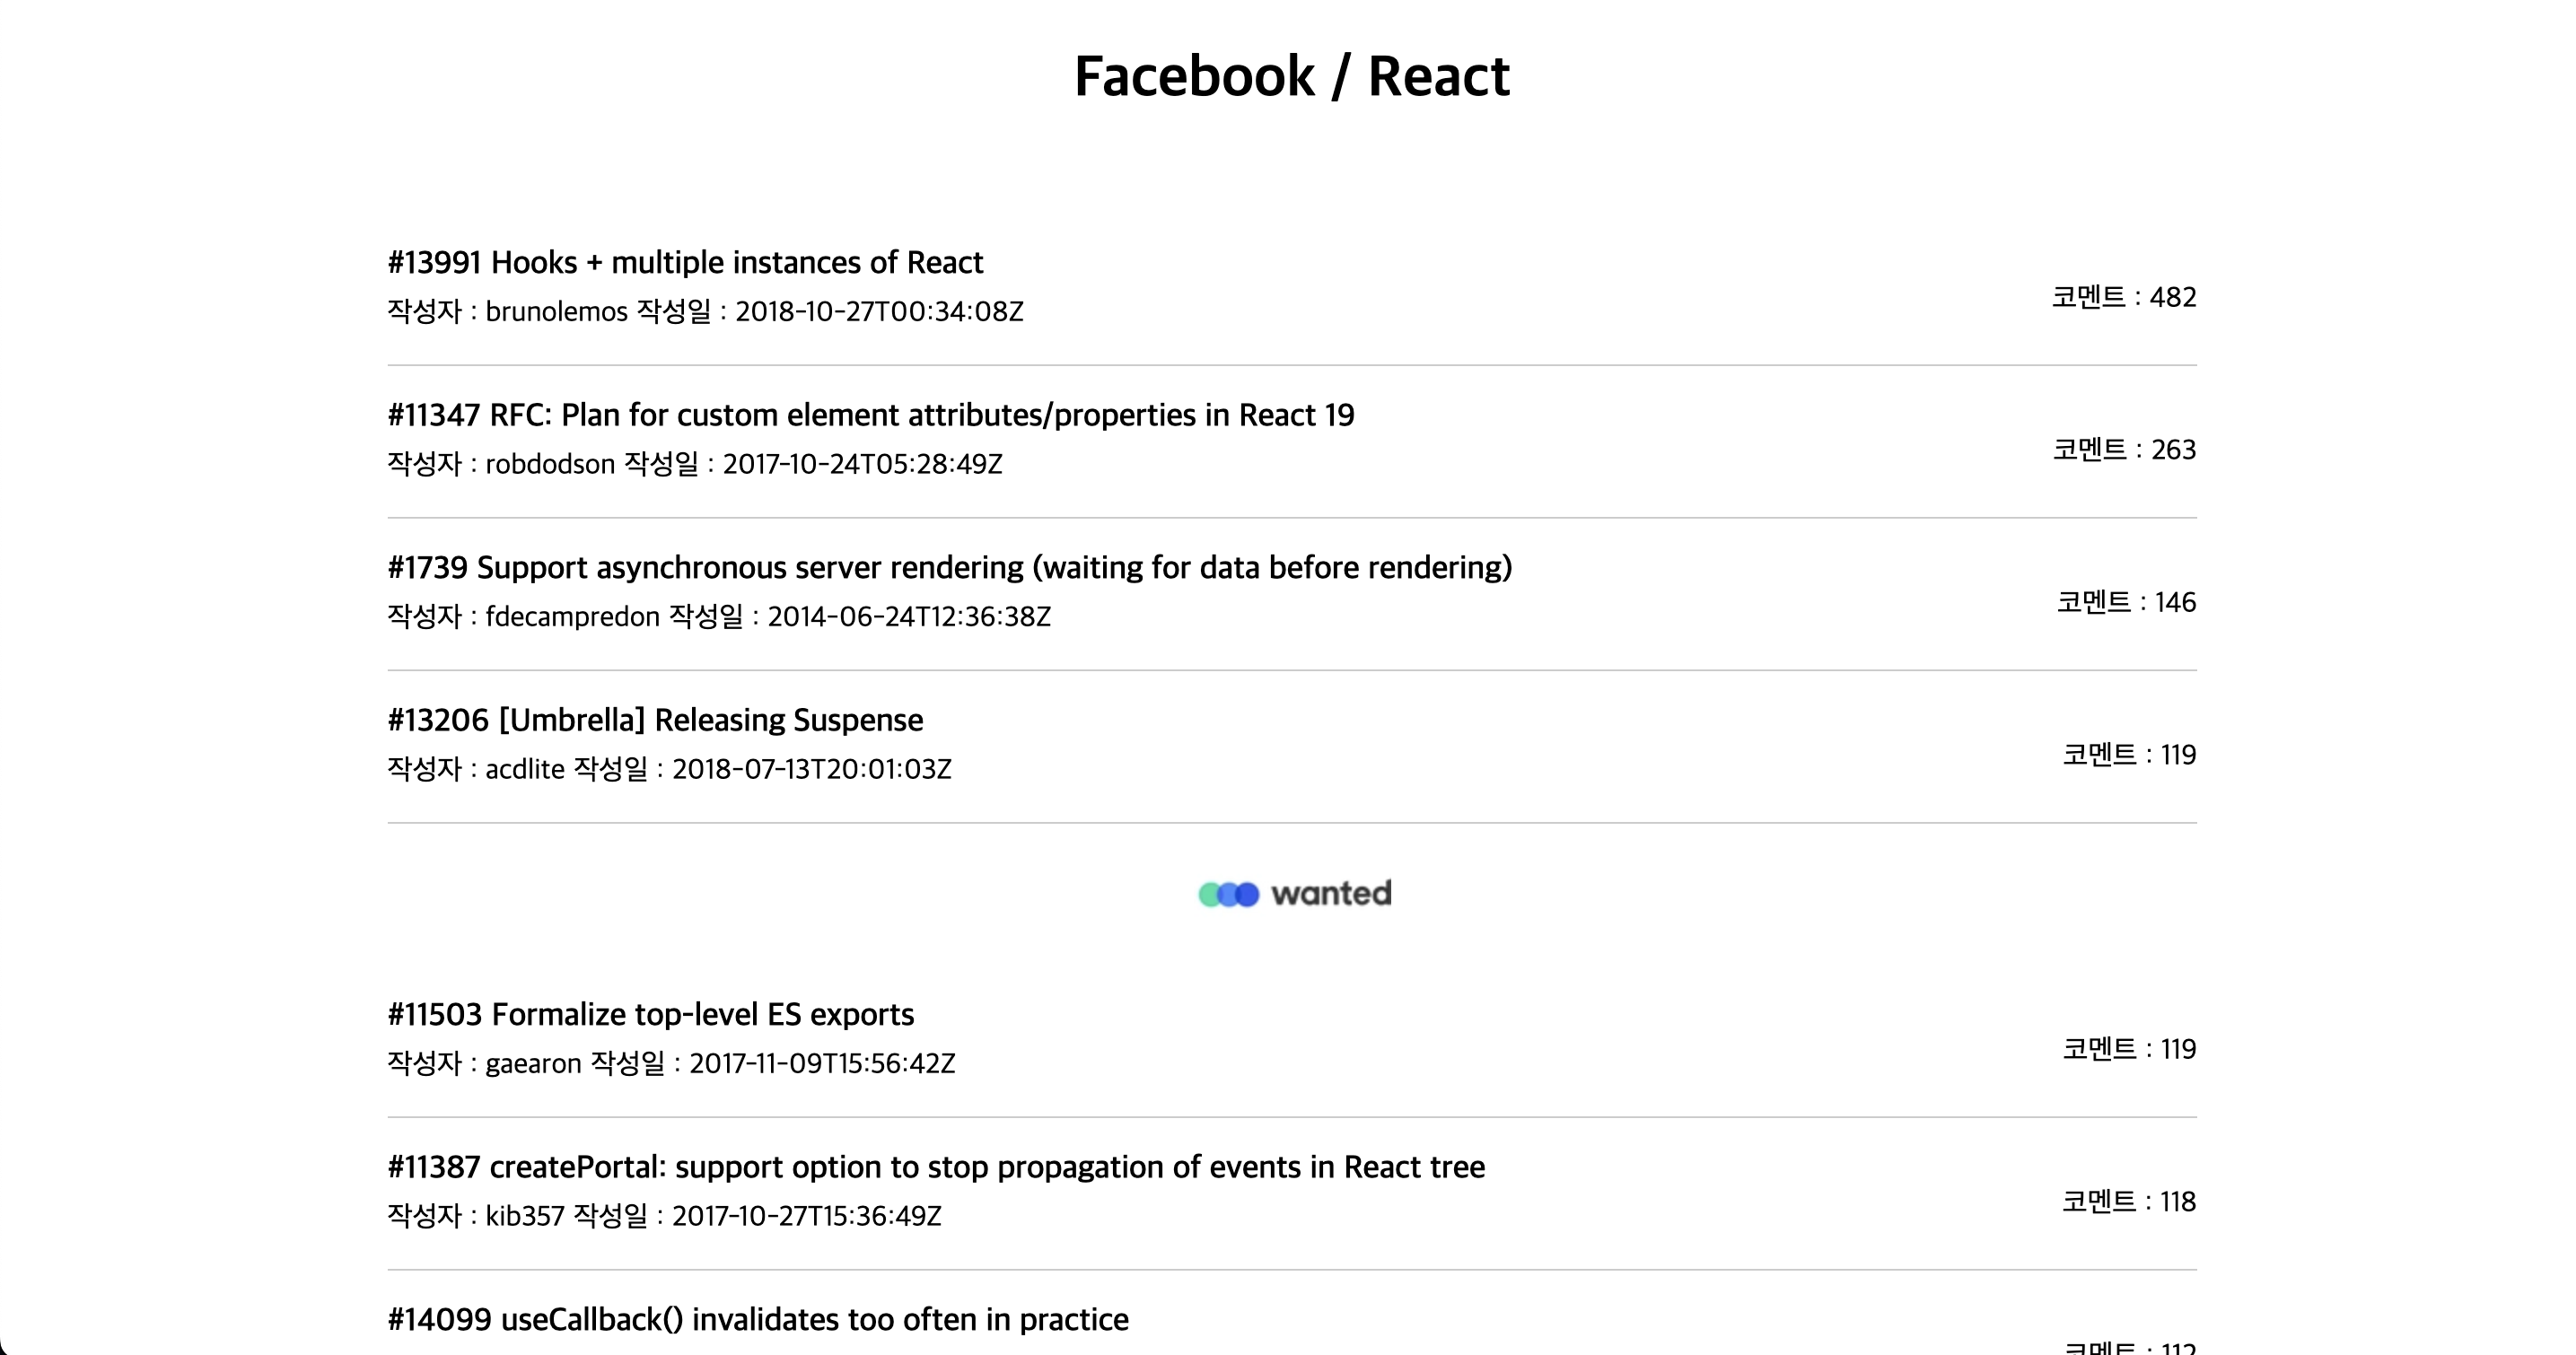 Facebook / React
#13991 Hooks + multiple instances of React
작성자 : brunolemos 작성일 : 2018-10-27T00:34:08Z
코멘트 : 482
#11347 RFC: Plan for custom element attributes/properties in React 19
작성자 : robdodson 작성일 : 2017-10-24T05:28:49Z
코멘트 : 263
#1739 Support asynchronous server rendering (waiting for data before rendering)
작성자 : fdecampredon 작성일 : 2014-06-24T12:36:38Z
코멘트 : 146
#13206 [Umbrella] Releasing Suspense
작성자 : acdlite 작성일 : 2018-07-13T20:01:03Z
코멘트 : 119
wanted
#11503 Formalize top-level ES exports
작성자 : gaearon 작성일 : 2017-11-09T15:56:42Z
코멘트 : 119
#11387 createPortal: support option to stop propagation of events in React tree
작성자 : kib357 작성일 : 2017-10-27T15:36:49Z
코멘트 : 118
#14099 useCallback() invalidates too often in practice
코멘트 : 112